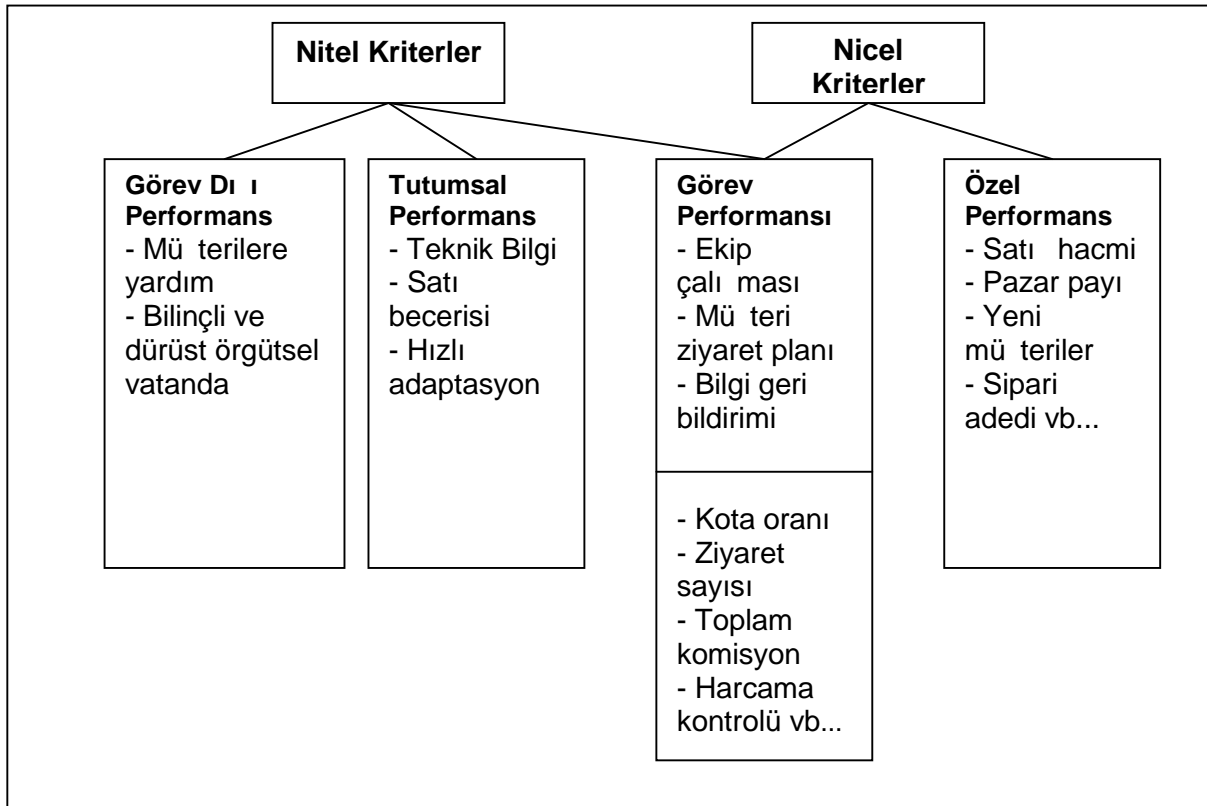 Nitel Kriterler
Nicel
Kriterler
Görev Dı ı
Performans
- Mü terilere
yardım
- Bilinçli ve
dürüst örgütsel
vatanda
Tutumsal
Performans
- Teknik Bilgi
- Satı
becerisi
- Hızlı
adaptasyon
Görev
Performansı
- Ekip
çalı ması
- Mü teri
ziyaret planı
- Bilgi geri
bildirimi
- Kota oranı
- Ziyaret
sayısı
- Toplam
komisyon
- Harcama
kontrolü vb...
Özel
Performans
- Satı hacmi
- Pazar payı
- Yeni
mü teriler
- Sipari
adedi vb...